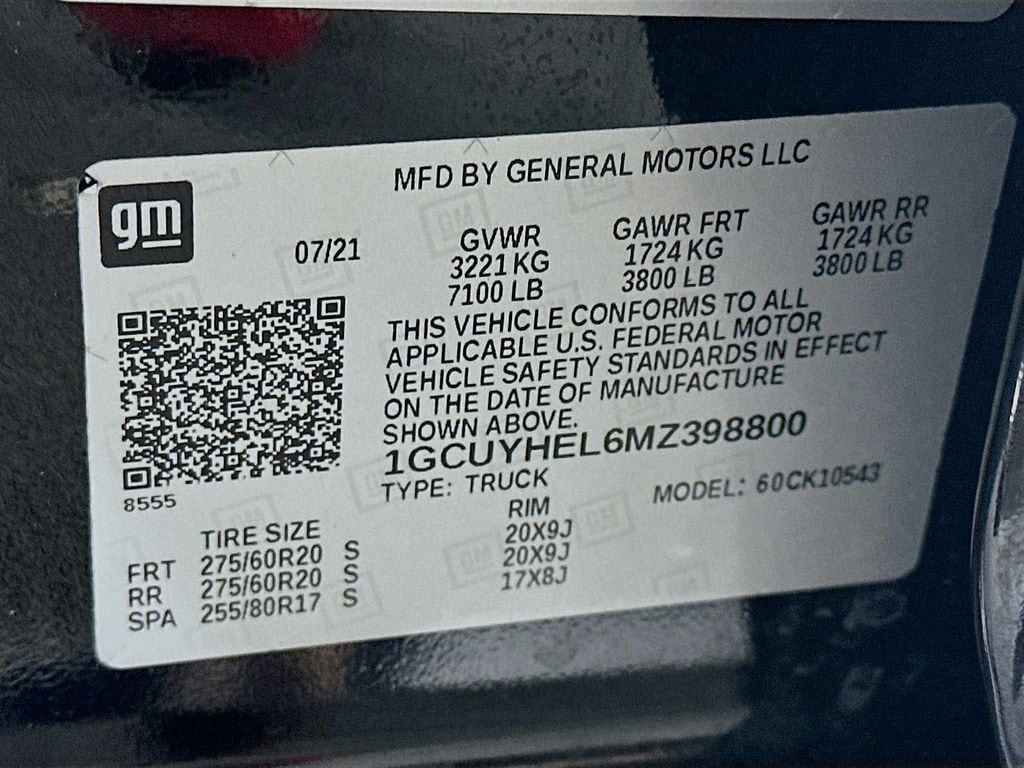 gm
MFD BY GENERAL MOTORS LLC
07/21
GVWR GAWR FRT GAWR RR
3221 KG 1724 KG 1724 KG
7100 LB 3800 LB 3800 LB
THIS VEHICLE CONFORMS TO ALL
APPLICABLE U.S. FEDERAL MOTOR
VEHICLE SAFETY STANDARDS IN EFFECT
ON THE DATE OF MANUFACTURE
SHOWN ABOVE.
1GCUYHEL6MZ398800
8555
TYPE: TRUCK MODEL: 60CK10543
TIRE SIZE RIM
FRT 275/60R20 S 20X9J
RR 275/60R20 S 20X9J
SPA 255/80R17 S 17X8J